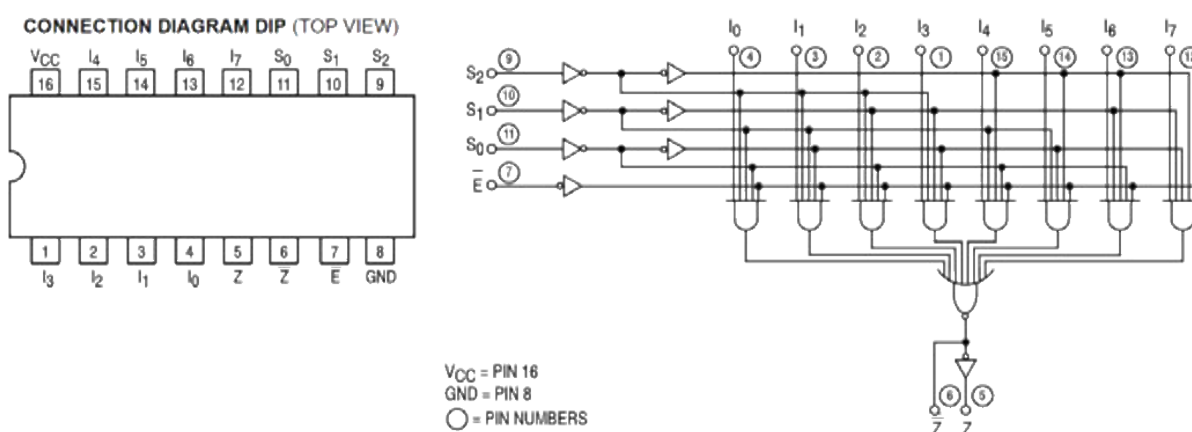 CONNECTION DIAGRAM DIP (TOP VIEW)
VCC I4 I5 I6 I7 S0 S1 S2
16 15 14 13 12 11 10 9
1 2 3 4 5 6 7 8
I3 I2 I1 I0 Z Z̅ E̅ GND
I0 I1 I2 I3 I4 I5 I6 I7
4 3 2 1 15 14 13
S2 9
S1 10
S0 11
E̅ 7
6 5
Z̅ Z
VCC = PIN 16
GND = PIN 8
= PIN NUMBERS